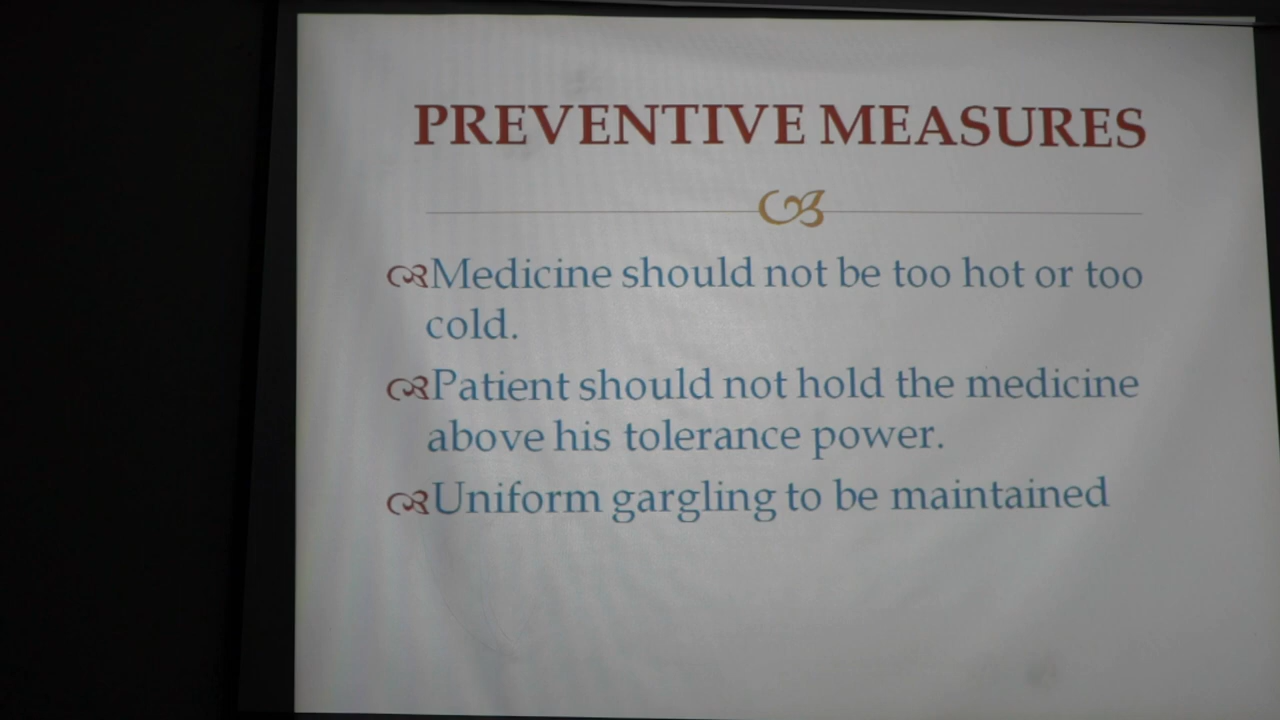 PREVENTIVE MEASURES
Medicine should not be too hot or too
cold.
Patient should not hold the medicine
above his tolerance power.
Uniform gargling to be maintained